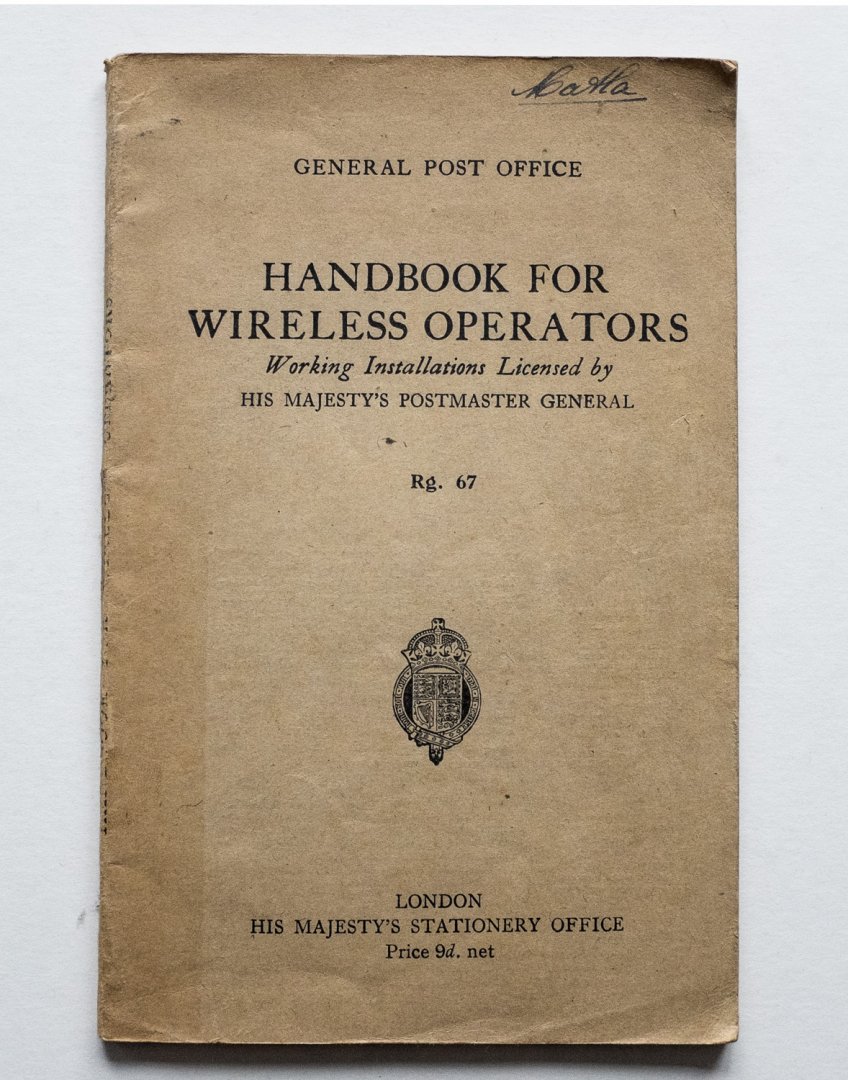 GENERAL POST OFFICE
HANDBOOK FOR
WIRELESS OPERATORS
Working Installations Licensed by
HIS MAJESTY'S POSTMASTER GENERAL
Rg. 67
LONDON
HIS MAJESTY'S STATIONERY OFFICE
Price 9d. net